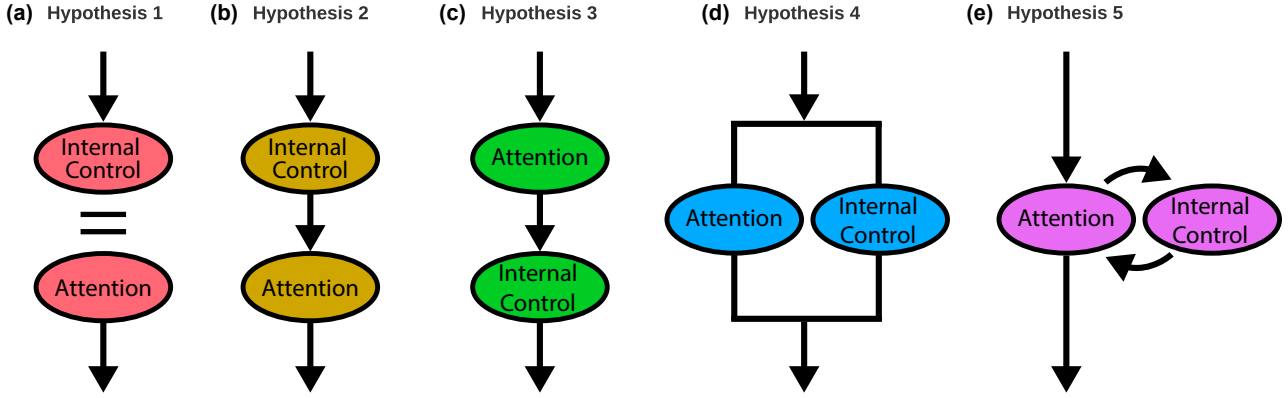 (a) Hypothesis 1
Internal
Control
Attention
(b) Hypothesis 2
Internal
Control
Attention
(c) Hypothesis 3
Attention
Internal
Control
(d) Hypothesis 4
Attention
Internal
Control
(e) Hypothesis 5
Attention
Internal
Control